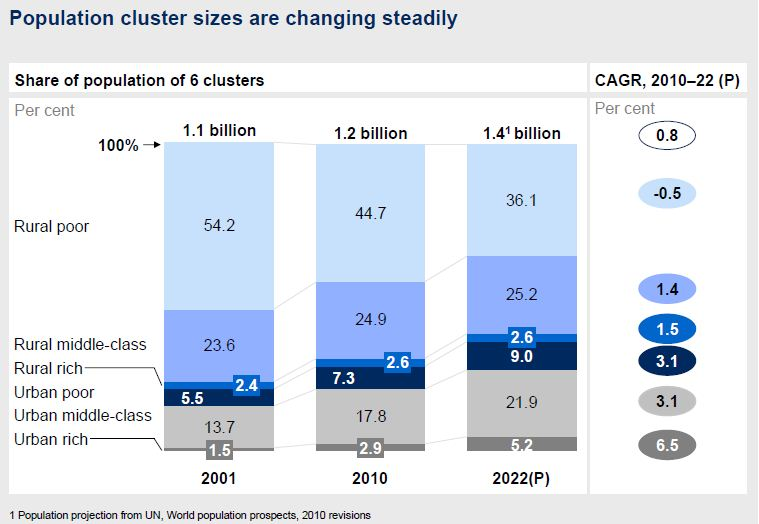 Population cluster sizes are changing steadily
Share of population of 6 clusters
CAGR, 2010–22 (P)
Per cent
Per cent
1.1 billion
1.2 billion
1.4¹ billion
0.8
100%
Rural poor
54.2
44.7
36.1
-0.5
Rural middle-class
23.6
24.9
25.2
1.4
Rural rich
2.4
2.6
2.6
1.5
Urban poor
5.5
7.3
9.0
3.1
Urban middle-class
13.7
17.8
21.9
3.1
Urban rich
1.5
2.9
5.2
6.5
2001
2010
2022(P)
1 Population projection from UN, World population prospects, 2010 revisions